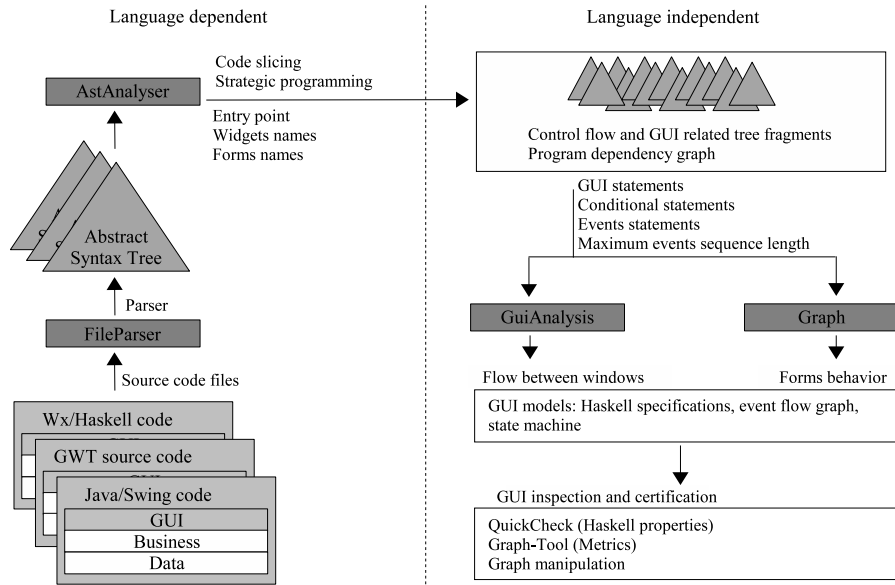 Language dependent
AstAnalyser
Code slicing
Strategic programming
Entry point
Widgets names
Forms names
Abstract
Syntax Tree
Parser
FileParser
Source code files
Wx/Haskell code
GWT source code
Java/Swing code
GUI
Business
Data
Language independent
Control flow and GUI related tree fragments
Program dependency graph
GUI statements
Conditional statements
Events statements
Maximum events sequence length
GuiAnalysis
Graph
Flow between windows
Forms behavior
GUI models: Haskell specifications, event flow graph,
state machine
GUI inspection and certification
QuickCheck (Haskell properties)
Graph-Tool (Metrics)
Graph manipulation